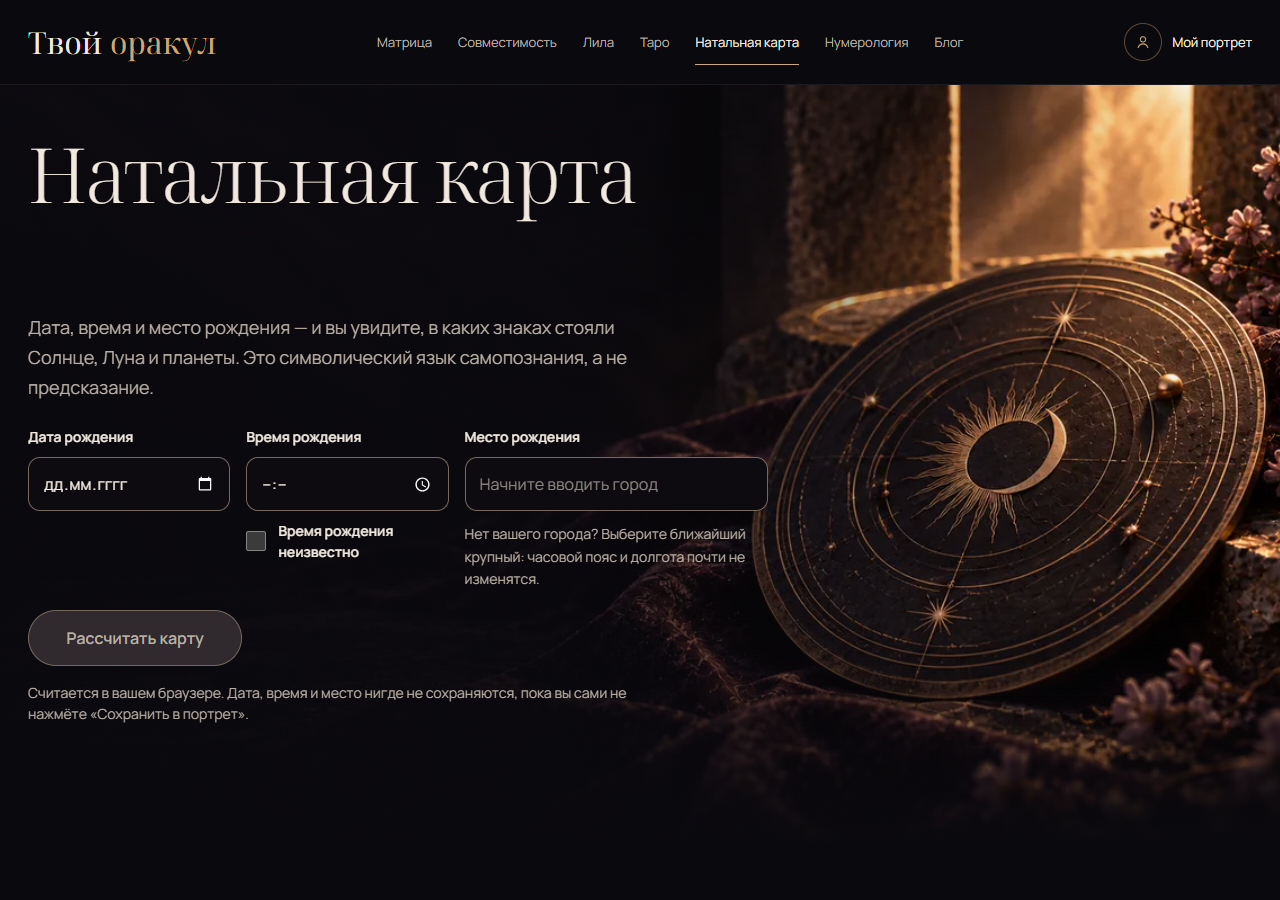 Твой оракул
Матрица
Совместимость
Лила
Таро
Натальная карта
Нумерология
Блог
Мой портрет
Натальная карта
Дата, время и место рождения — и вы увидите, в каких знаках стояли
Солнце, Луна и планеты. Это символический язык самопознания, а не
предсказание.
Дата рождения
Время рождения
Место рождения
дд.мм.гггг
–:–
Начните вводить город
Время рождения
неизвестно
Нет вашего города? Выберите ближайший
крупный: часовой пояс и долгота почти не
изменятся.
Рассчитать карту
Считается в вашем браузере. Дата, время и место нигде не сохраняются, пока вы сами не
нажмёте «Сохранить в портрет».